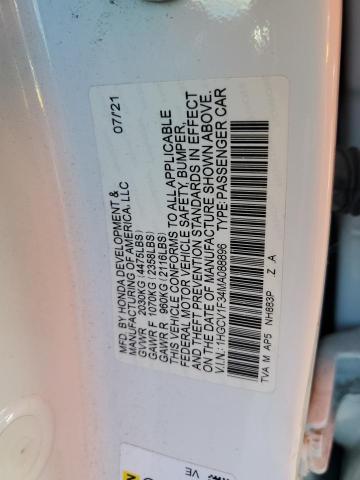 MFD. BY HONDA DEVELOPMENT & 07/21
MANUFACTURING OF AMERICA, LLC
GVWR 2030KG (4475LBS)
GAWR F 1070KG (2358LBS)
GAWR R 960KG (2116LBS)
THIS VEHICLE CONFORMS TO ALL APPLICABLE
FEDERAL MOTOR VEHICLE SAFETY, BUMPER,
AND THEFT PREVENTION STANDARDS IN EFFECT
ON THE DATE OF MANUFACTURE SHOWN ABOVE.
V.I.N.: 1HGCV1F34MA088896 TYPE: PASSENGER CAR
TVA M AP5 NH883P Z A
VE